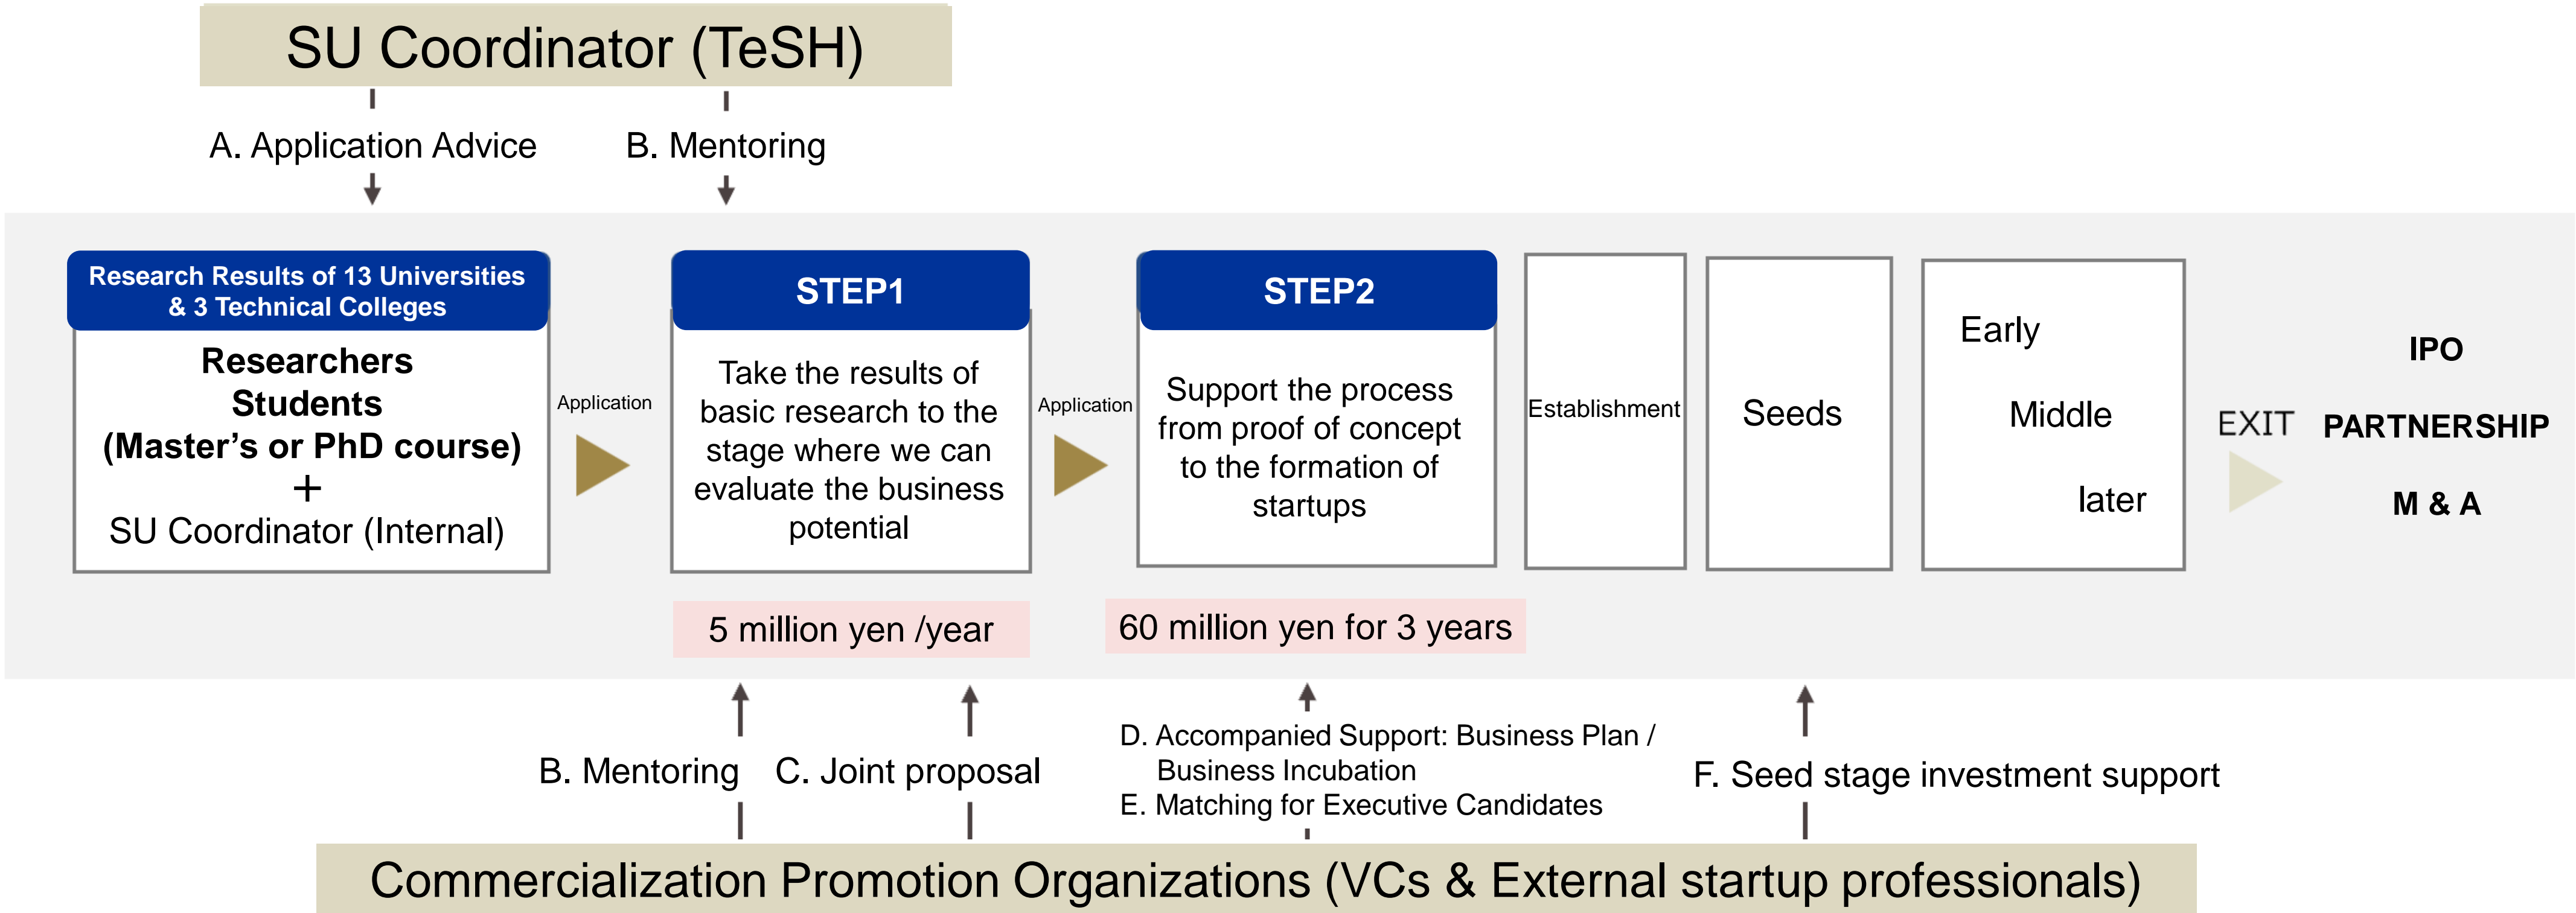 SU Coordinator (TeSH)
A. Application Advice
B. Mentoring
Research Results of 13 Universities
& 3 Technical Colleges
Researchers
Students
(Master’s or PhD course)
+
SU Coordinator (Internal)
Application
STEP1
Take the results of
basic research to the
stage where we can
evaluate the business
potential
5 million yen /year
Application
STEP2
Support the process
from proof of concept
to the formation of
startups
60 million yen for 3 years
Establishment
Seeds
Early
Middle
later
EXIT
IPO
PARTNERSHIP
M & A
B. Mentoring
C. Joint proposal
D. Accompanied Support: Business Plan /
Business Incubation
E. Matching for Executive Candidates
F. Seed stage investment support
Commercialization Promotion Organizations (VCs & External startup professionals)